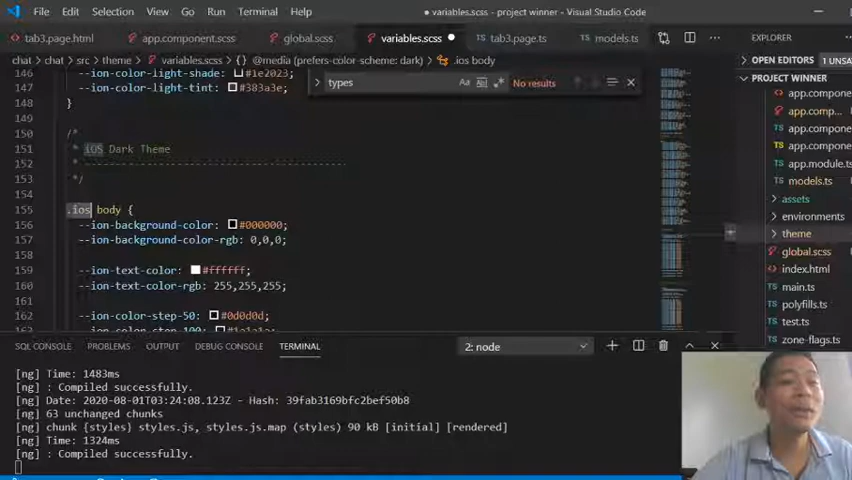 File Edit Selection View Go Run Terminal Help
● variables.scss - project winner - Visual Studio Code
tab3.page.html app.component.scss global.scss variables.scss ● tab3.page.ts models.ts
EXPLORER
chat > chat > src > theme > variables.scss > {} @media (prefers-color-scheme: dark) > .ios body
OPEN EDITORS 1 UNSA
PROJECT WINNER
types Aa No results
146 --ion-color-light-shade: #1e2023;
147 --ion-color-light-tint: #383a3e;
148 }
149
150 /*
151 * iOS Dark Theme
152 * -------------------------------------------
153 */
154
155 .ios body {
156 --ion-background-color: #000000;
157 --ion-background-color-rgb: 0,0,0;
158
159 --ion-text-color: #ffffff;
160 --ion-text-color-rgb: 255,255,255;
161
162 --ion-color-step-50: #0d0d0d;
163 --ion-color-step-100: #1a1a1a;
app.component
app.comp...
app.component
app.module.ts
models.ts
assets
environments
theme
global.scss
index.html
main.ts
polyfills.ts
test.ts
zone-flags.ts
SQL CONSOLE PROBLEMS OUTPUT DEBUG CONSOLE TERMINAL 2: node
[ng] Time: 1483ms
[ng] : Compiled successfully.
[ng] Date: 2020-08-01T03:24:08.123Z - Hash: 39fab3169bfc2bef50b8
[ng] 63 unchanged chunks
[ng] chunk {styles} styles.js, styles.js.map (styles) 90 kB [initial] [rendered]
[ng] Time: 1324ms
[ng] : Compiled successfully.